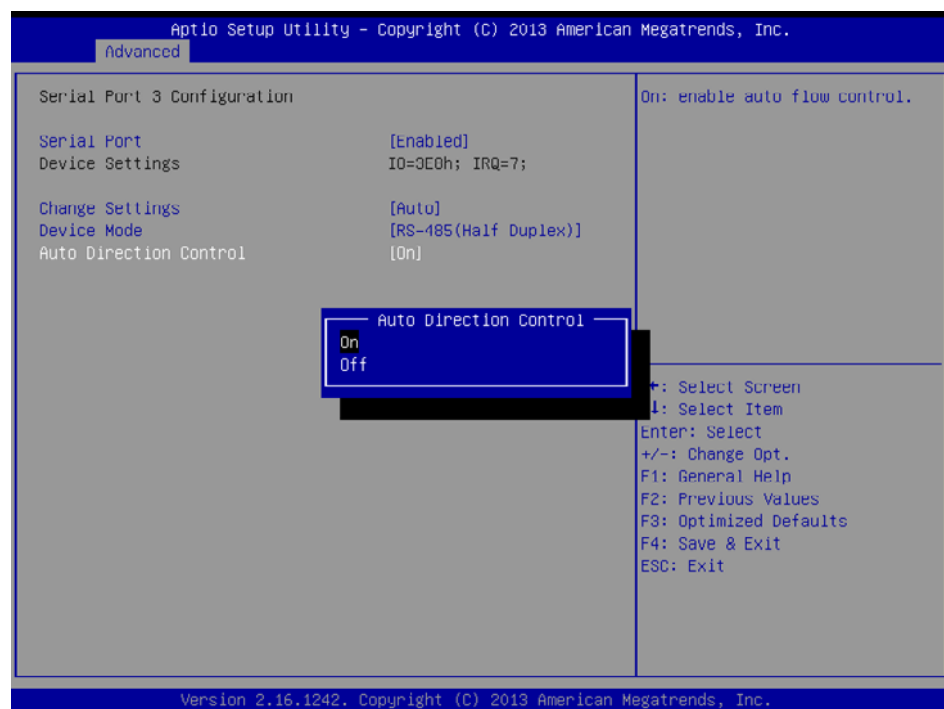 Aptio Setup Utility - Copyright (C) 2013 American Megatrends, Inc.
Advanced
Serial Port 3 Configuration
Serial Port [Enabled]
Device Settings IO=3E0h; IRQ=7;
Change Settings [Auto]
Device Mode [RS-485(Half Duplex)]
Auto Direction Control [On]
On: enable auto flow control.
Auto Direction Control
On
Off
: Select Screen
: Select Item
Enter: Select
+/-: Change Opt.
F1: General Help
F2: Previous Values
F3: Optimized Defaults
F4: Save & Exit
ESC: Exit
Version 2.16.1242. Copyright (C) 2013 American Megatrends, Inc.